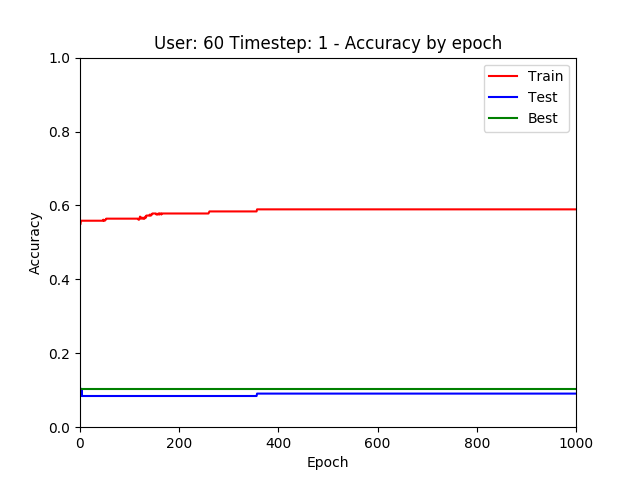 User: 60 Timestep: 1 - Accuracy by epoch
1.0
0.8
0.6
0.4
0.2
0.0
Accuracy
Train
Test
Best
0 200 400 600 800 1000
Epoch